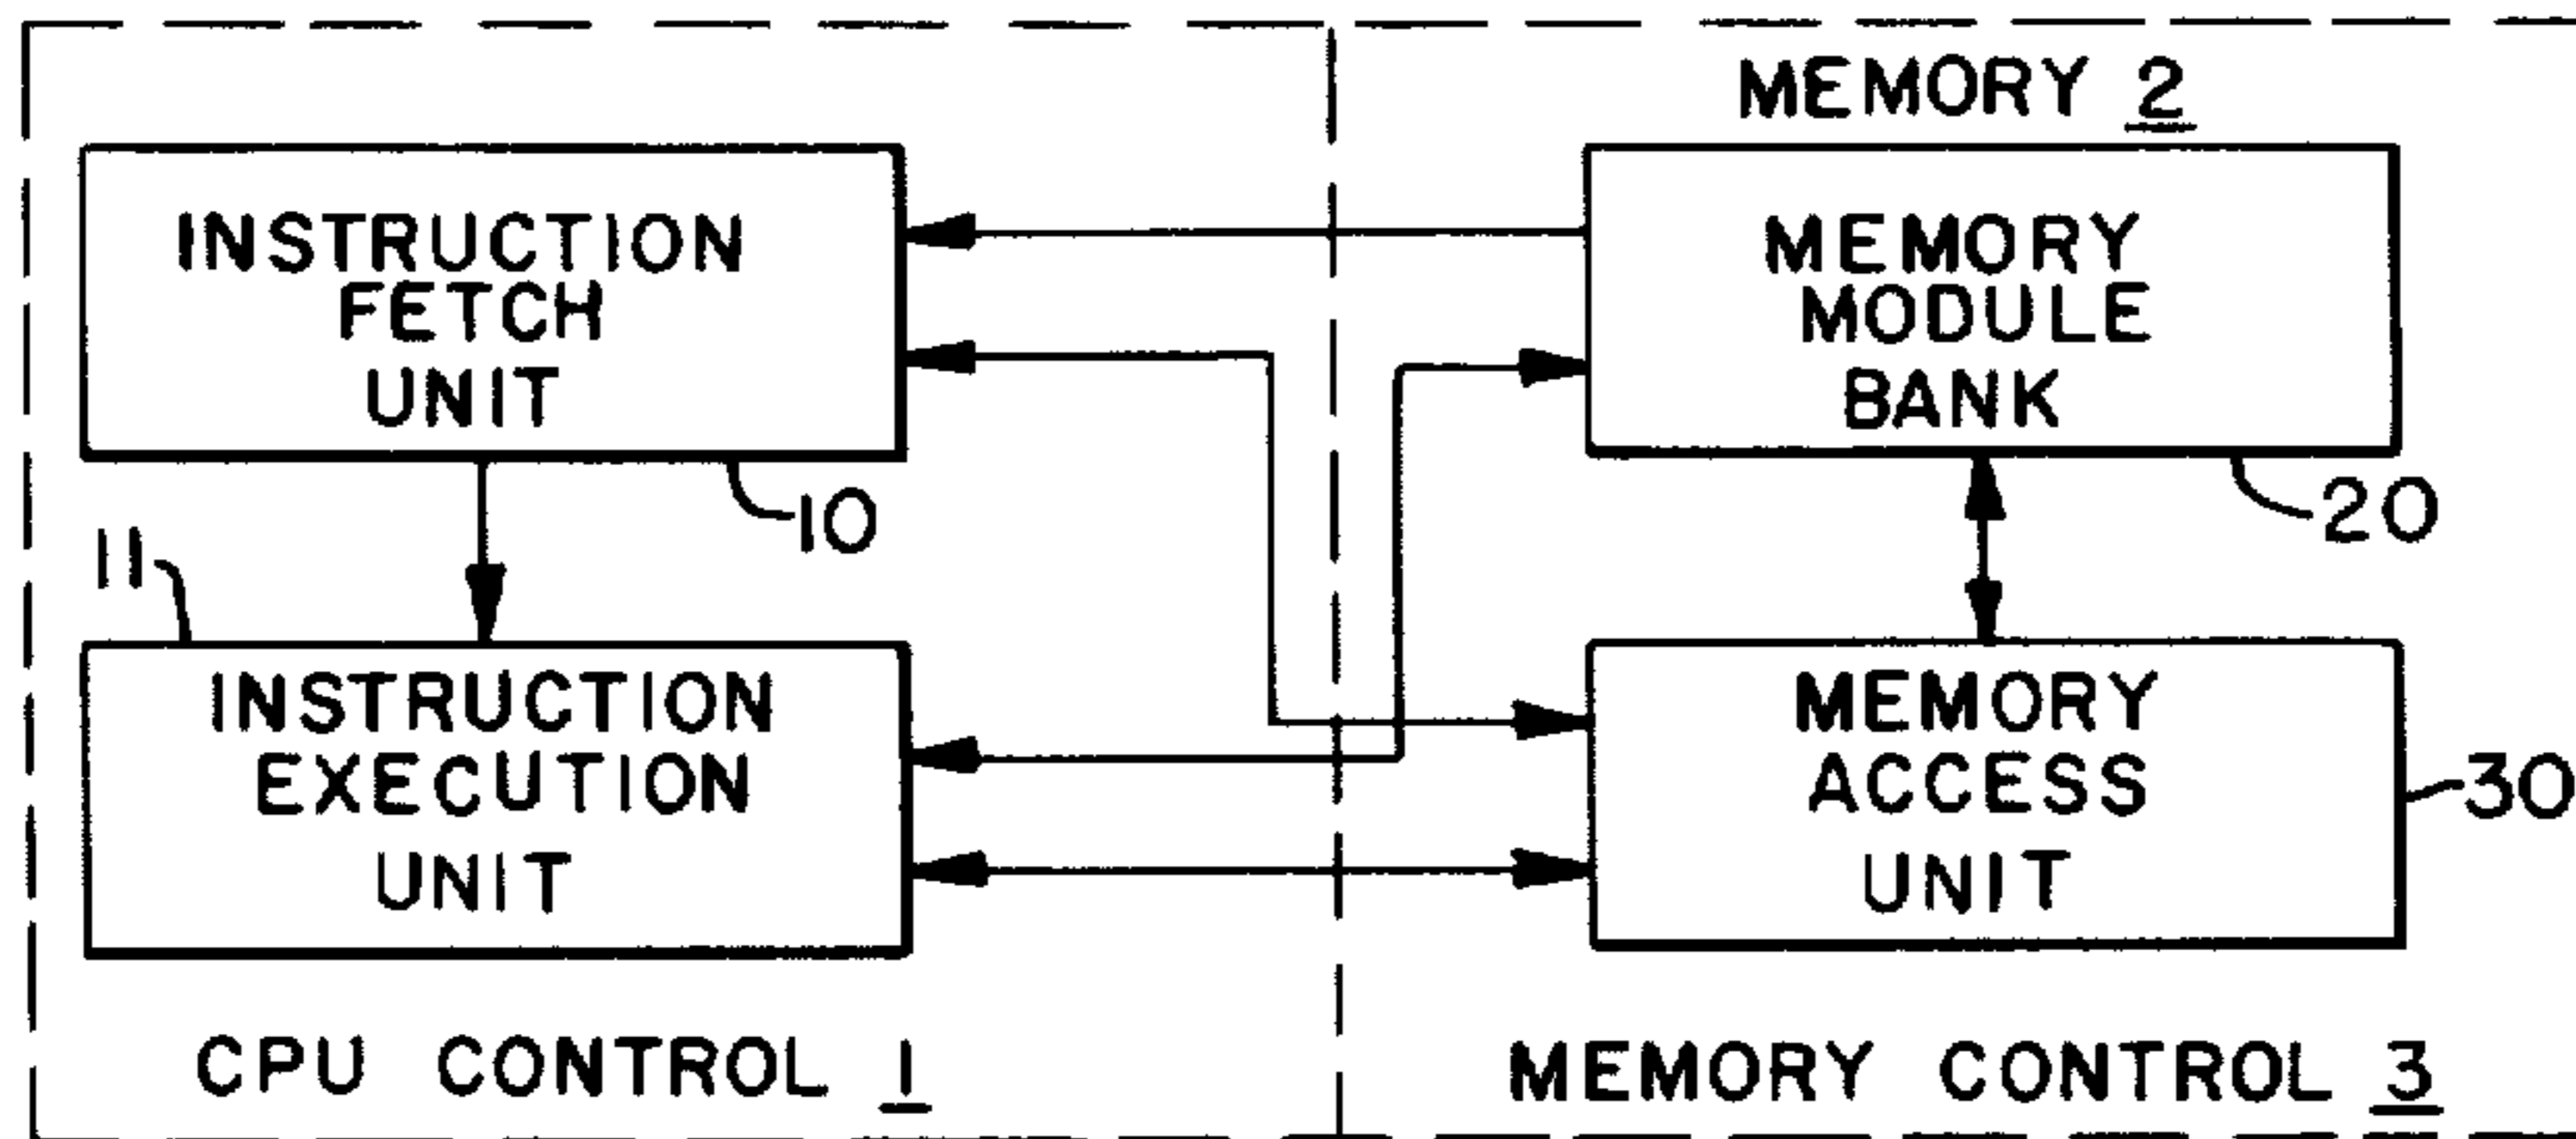 MEMORY 2
INSTRUCTION
FETCH
UNIT
10
MEMORY
MODULE
BANK
20
11
INSTRUCTION
EXECUTION
UNIT
MEMORY
ACCESS
UNIT
30
CPU CONTROL 1
MEMORY CONTROL 3